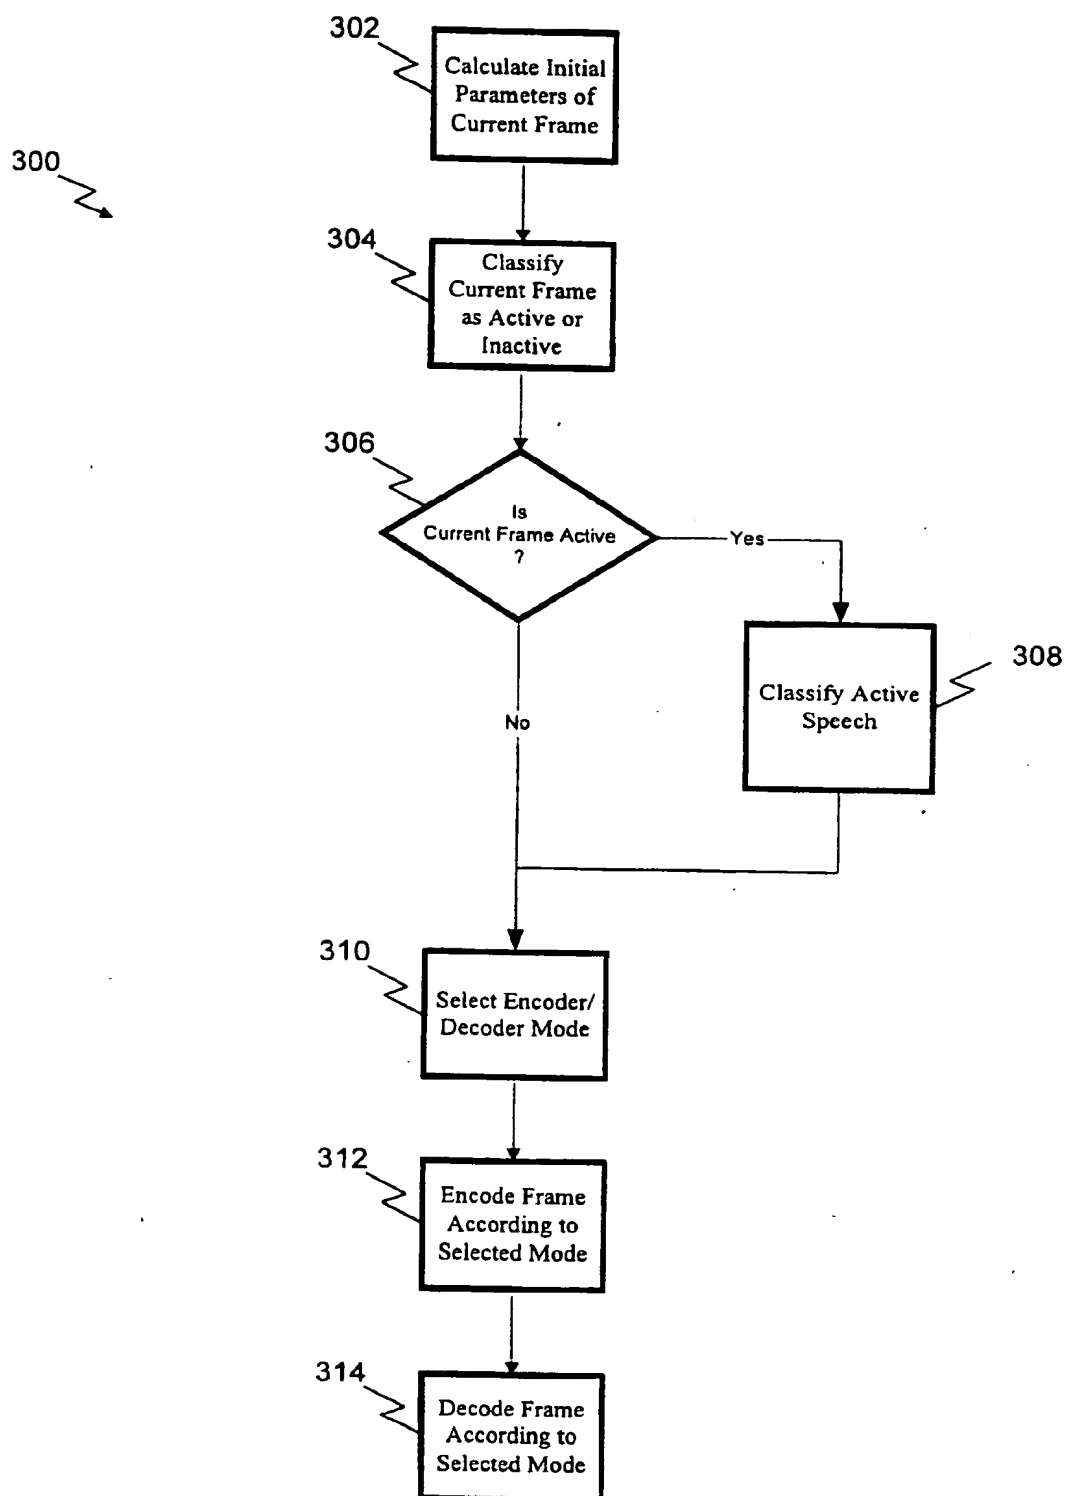 302
Calculate Initial
Parameters of
Current Frame
300
304
Classify
Current Frame
as Active or
Inactive
306
Is
Current Frame Active
?
Yes
308
Classify Active
Speech
No
310
Select Encoder/
Decoder Mode
312
Encode Frame
According to
Selected Mode
314
Decode Frame
According to
Selected Mode